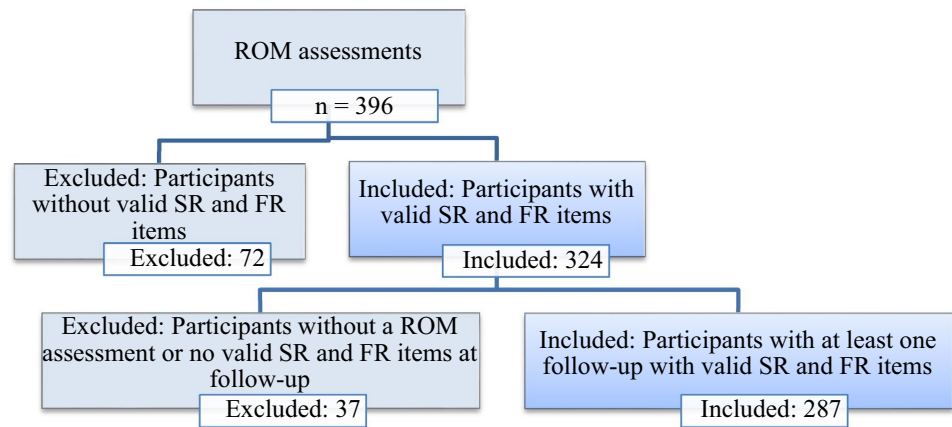 ROM assessments
n = 396
Excluded: Participants
without valid SR and FR
items
Excluded: 72
Included: Participants with
valid SR and FR items
Included: 324
Excluded: Participants without a ROM
assessment or no valid SR and FR items at
follow-up
Excluded: 37
Included: Participants with at least one
follow-up with valid SR and FR items
Included: 287